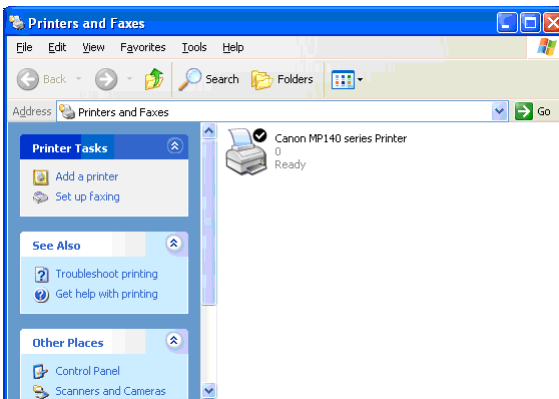 Printers and Faxes
File Edit View Favorites Tools Help
Back Search Folders
Address Printers and Faxes Go
Printer Tasks
Add a printer
Set up faxing
See Also
Troubleshoot printing
Get help with printing
Other Places
Control Panel
Scanners and Cameras
Canon MP140 series Printer
0
Ready